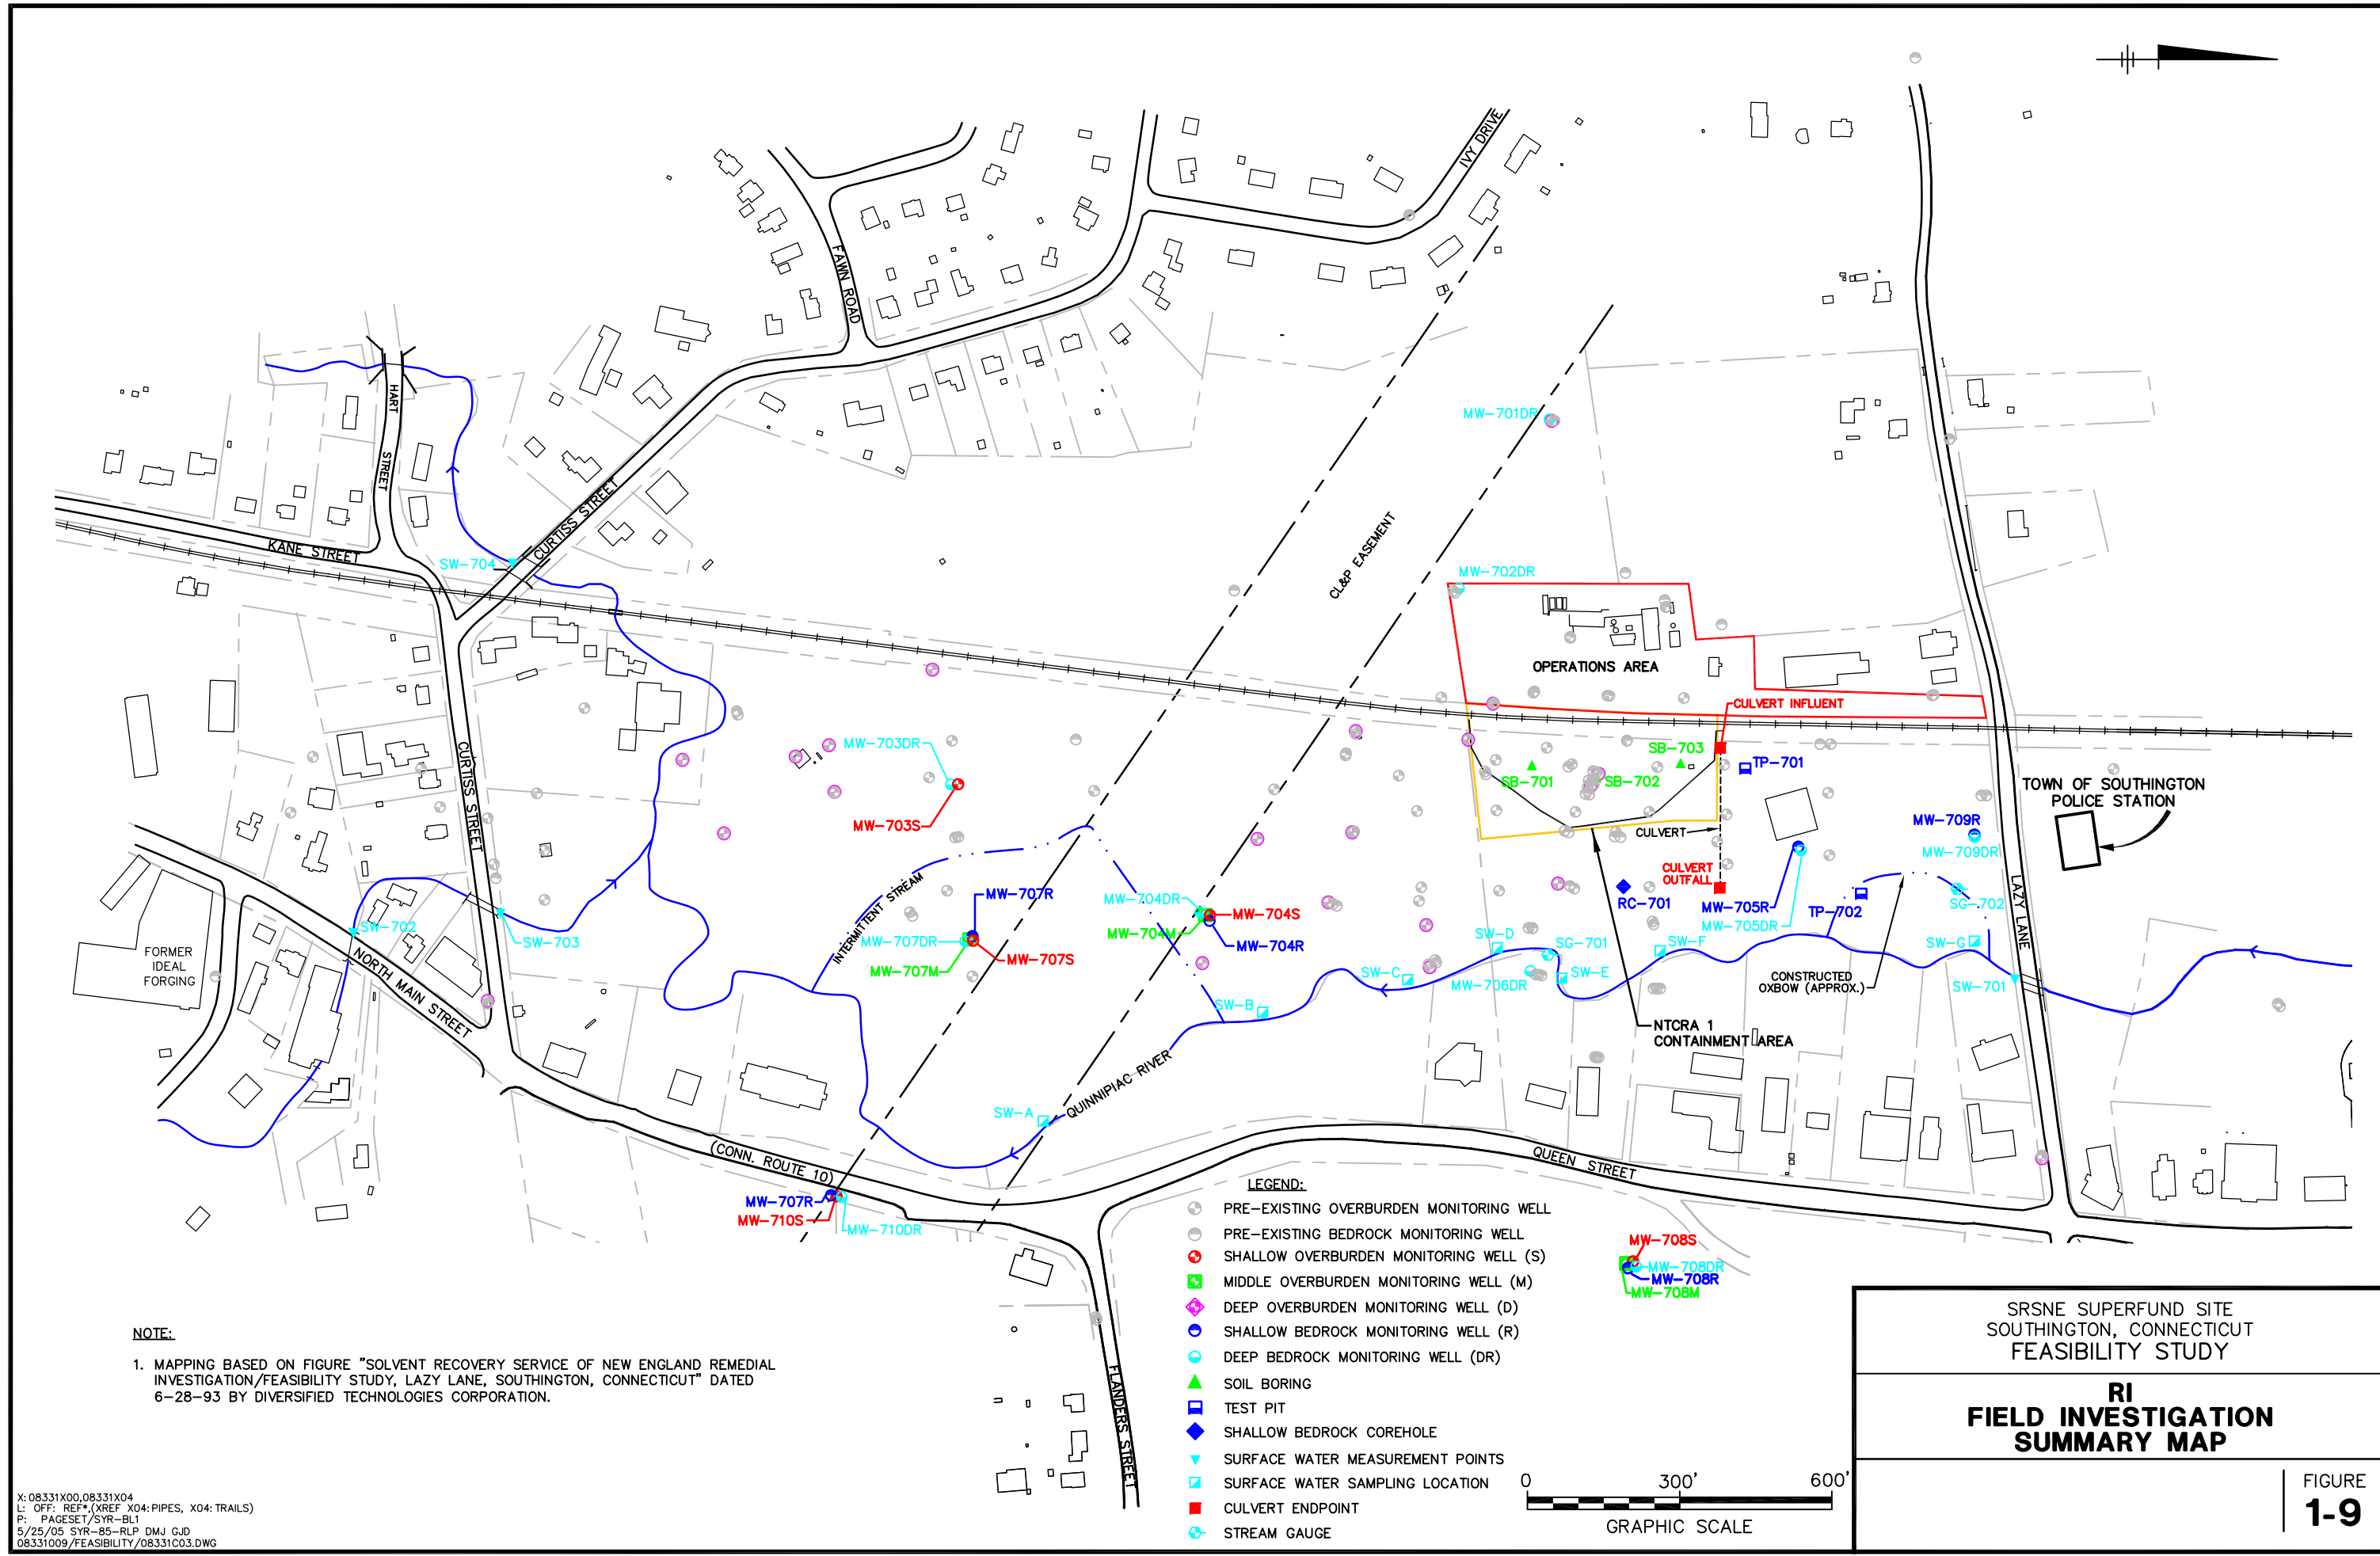 IVY DRIVE
FAWN ROAD
HART
STREET
KANE STREET
CURTISS STREET
SW-704
CL&P EASEMENT
MW-701DR
MW-702DR
OPERATIONS AREA
CULVERT INFLUENT
SB-703
SB-701
SB-702
TP-701
TOWN OF SOUTHINGTON
POLICE STATION
MW-703DR
MW-703S
CURTISS STREET
CULVERT
MW-709R
MW-709DR
CULVERT
OUTFALL
RC-701
MW-705R
MW-705DR
TP-702
SG-702
LAZY LANE
INTERMITTENT STREAM
MW-707R
MW-707DR
MW-707M
MW-707S
MW-704DR
MW-704S
MW-704M
MW-704R
SW-702
SW-703
FORMER
IDEAL
FORGING
NORTH MAIN STREET
SW-D
SG-701
SW-F
SW-C
MW-706DR
SW-E
SW-G
SW-701
CONSTRUCTED
OXBOW (APPROX.)
SW-B
NTCRA 1
CONTAINMENT AREA
SW-A
QUINNIPIAC RIVER
(CONN. ROUTE 10)
QUEEN STREET
MW-707R
MW-710S
MW-710DR
MW-708S
MW-708DR
MW-708R
MW-708M
FLANDERS STREET
LEGEND:
PRE-EXISTING OVERBURDEN MONITORING WELL
PRE-EXISTING BEDROCK MONITORING WELL
SHALLOW OVERBURDEN MONITORING WELL (S)
MIDDLE OVERBURDEN MONITORING WELL (M)
DEEP OVERBURDEN MONITORING WELL (D)
SHALLOW BEDROCK MONITORING WELL (R)
DEEP BEDROCK MONITORING WELL (DR)
SOIL BORING
TEST PIT
SHALLOW BEDROCK COREHOLE
SURFACE WATER MEASUREMENT POINTS
SURFACE WATER SAMPLING LOCATION
CULVERT ENDPOINT
STREAM GAUGE
0 300' 600'
GRAPHIC SCALE
NOTE:
1. MAPPING BASED ON FIGURE "SOLVENT RECOVERY SERVICE OF NEW ENGLAND REMEDIAL
INVESTIGATION/FEASIBILITY STUDY, LAZY LANE, SOUTHINGTON, CONNECTICUT" DATED
6-28-93 BY DIVERSIFIED TECHNOLOGIES CORPORATION.
X: 08331X00,08331X04
L: OFF: REF*,(XREF X04: PIPES, X04: TRAILS)
P: PAGESET/SYR-BL1
5/25/05 SYR-85-RLP DMJ GJD
08331009/FEASIBILITY/08331C03.DWG
SRSNE SUPERFUND SITE
SOUTHINGTON, CONNECTICUT
FEASIBILITY STUDY
RI
FIELD INVESTIGATION
SUMMARY MAP
FIGURE
1-9